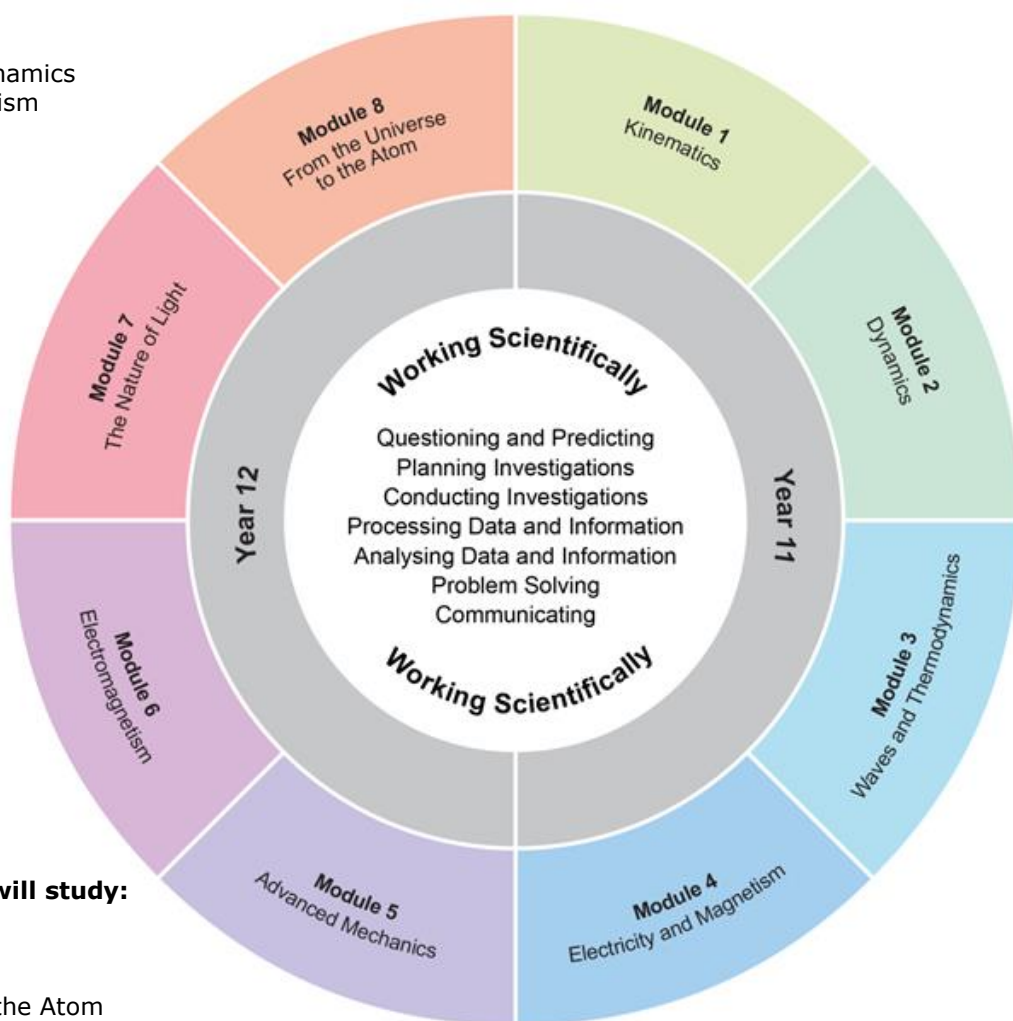 namics
ism
Module 8
From the Universe
to the Atom
Module 1
Kinematics
Module 7
The Nature of Light
Module 2
Dynamics
Working Scientifically
Questioning and Predicting
Planning Investigations
Conducting Investigations
Processing Data and Information
Analysing Data and Information
Problem Solving
Communicating
Working Scientifically
Year 12
Year 11
Module 6
Electromagnetism
Module 3
Waves and Thermodynamics
Module 5
Advanced Mechanics
Module 4
Electricity and Magnetism
will study:
the Atom